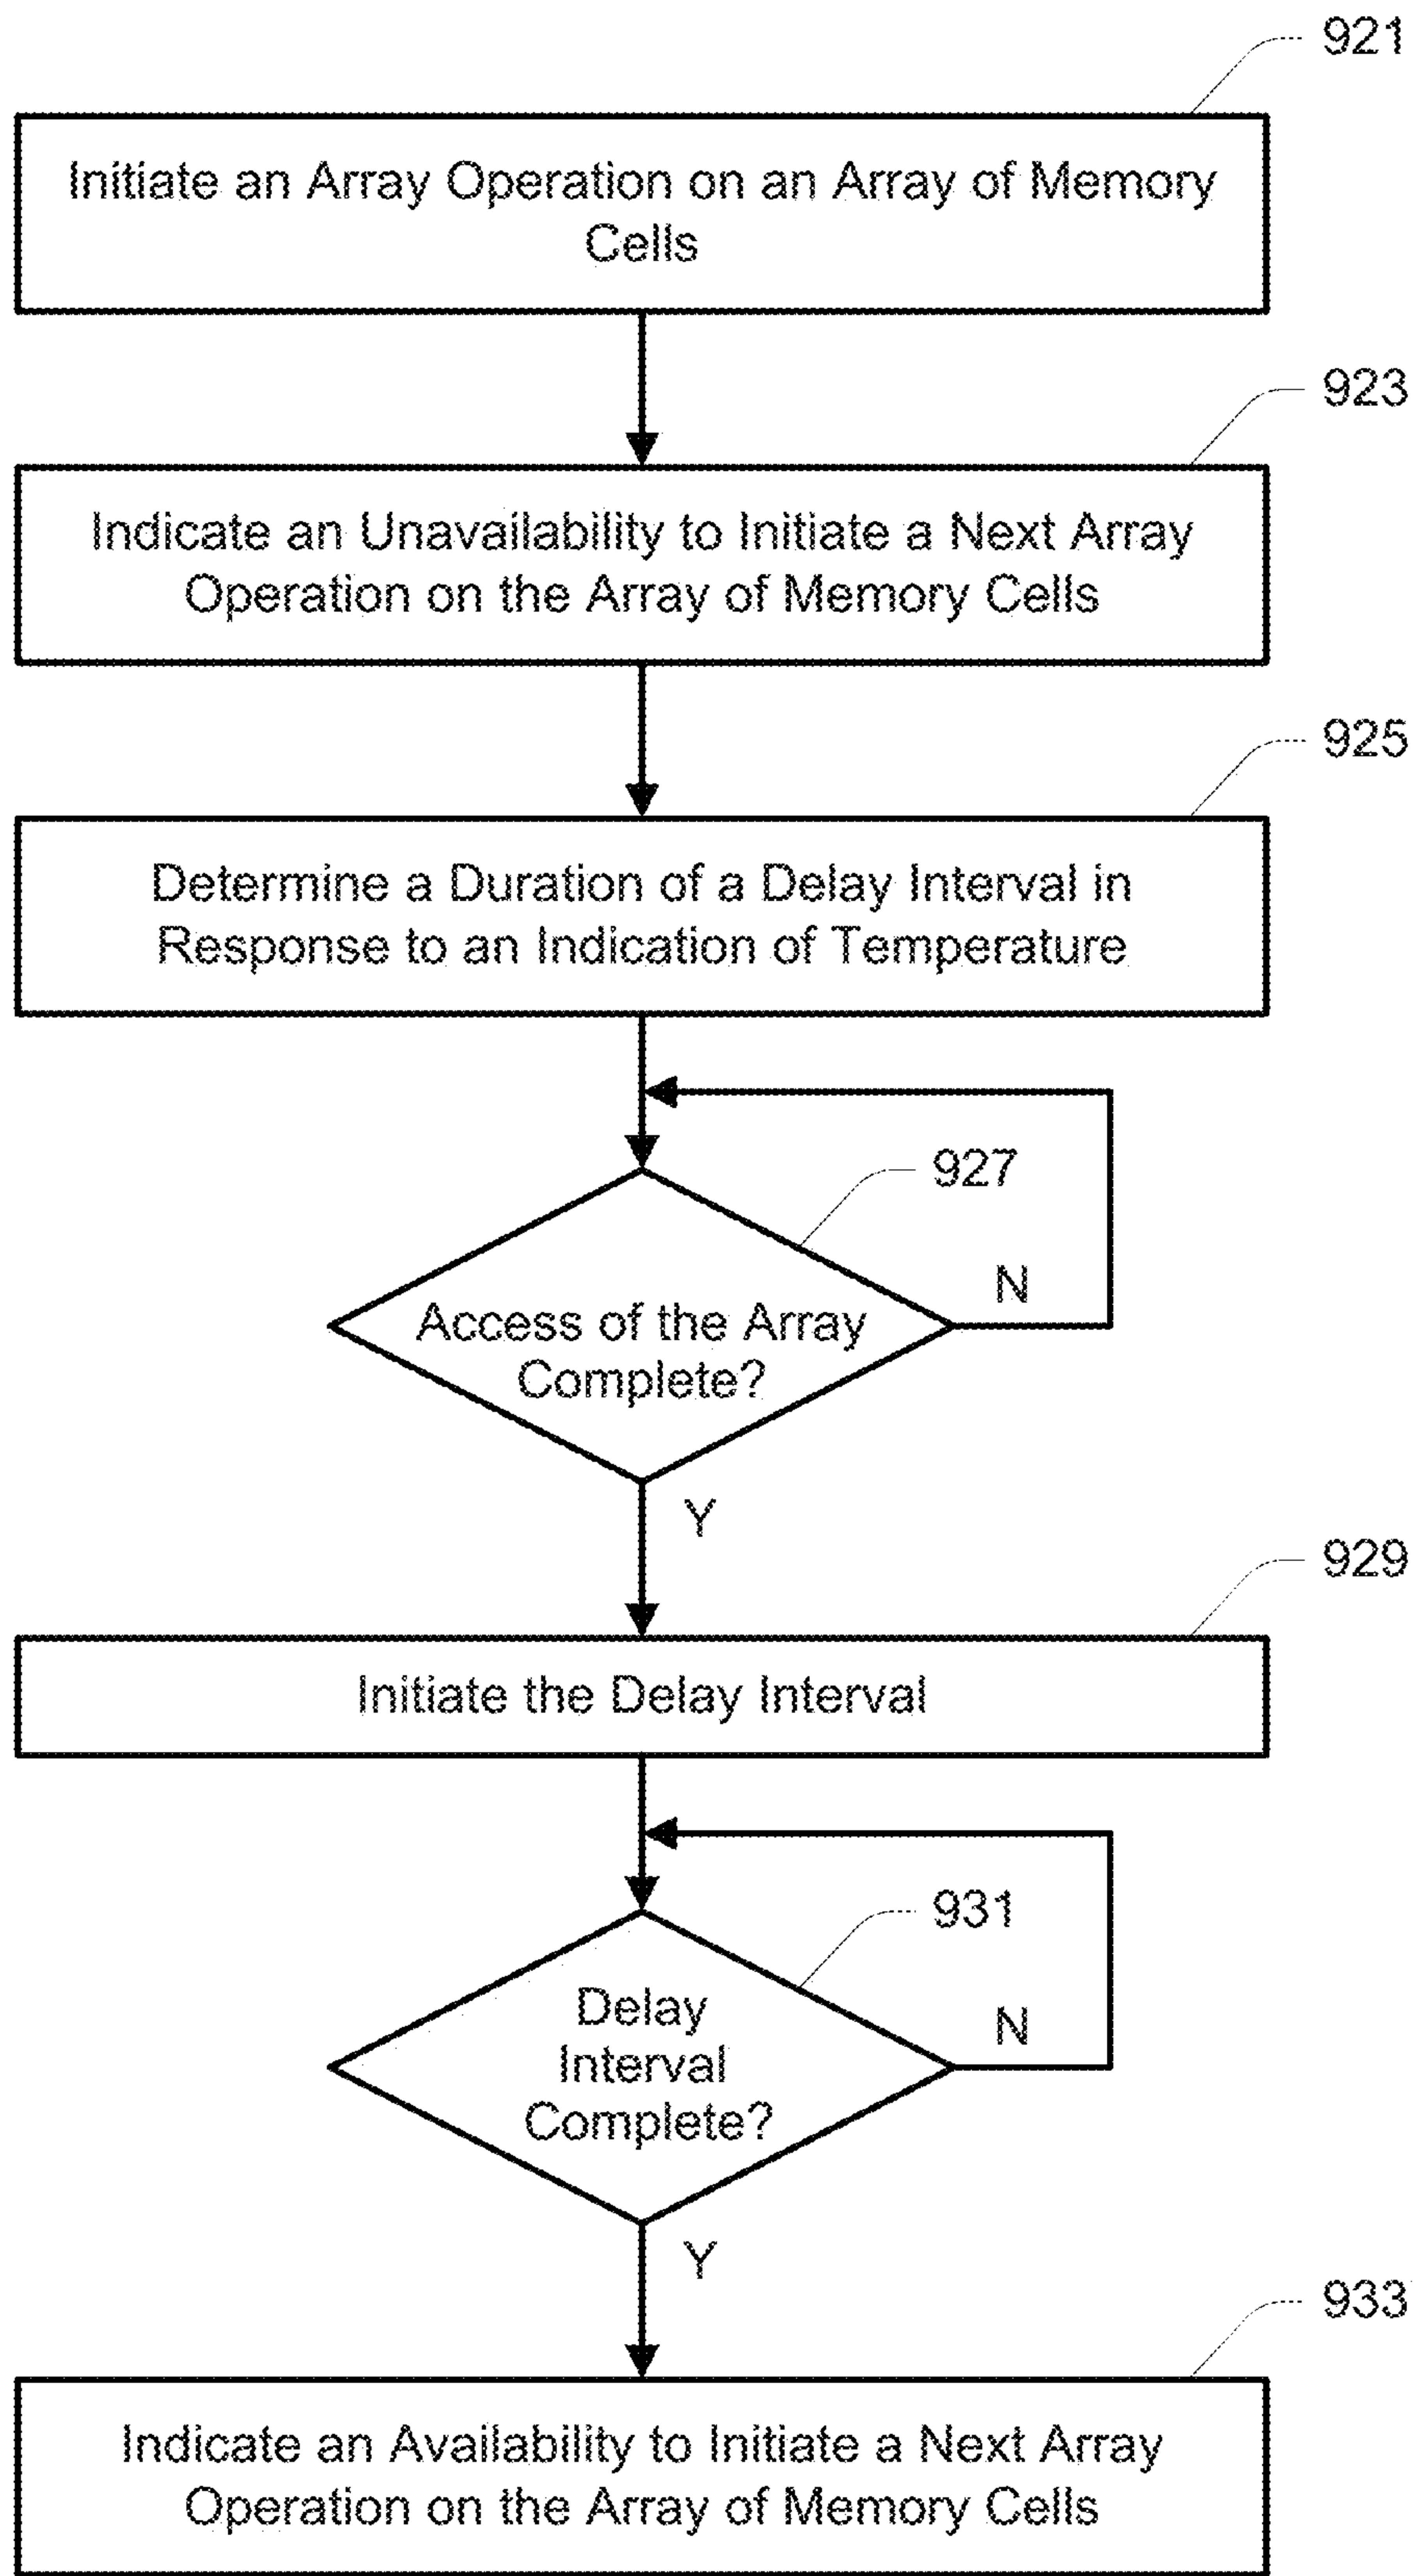 921
Initiate an Array Operation on an Array of Memory
Cells
923
Indicate an Unavailability to Initiate a Next Array
Operation on the Array of Memory Cells
925
Determine a Duration of a Delay Interval in
Response to an Indication of Temperature
927
N
Access of the Array
Complete?
Y
929
Initiate the Delay Interval
931
Delay
N
Interval
Complete?
Y
933
Indicate an Availability to Initiate a Next Array
Operation on the Array of Memory Cells